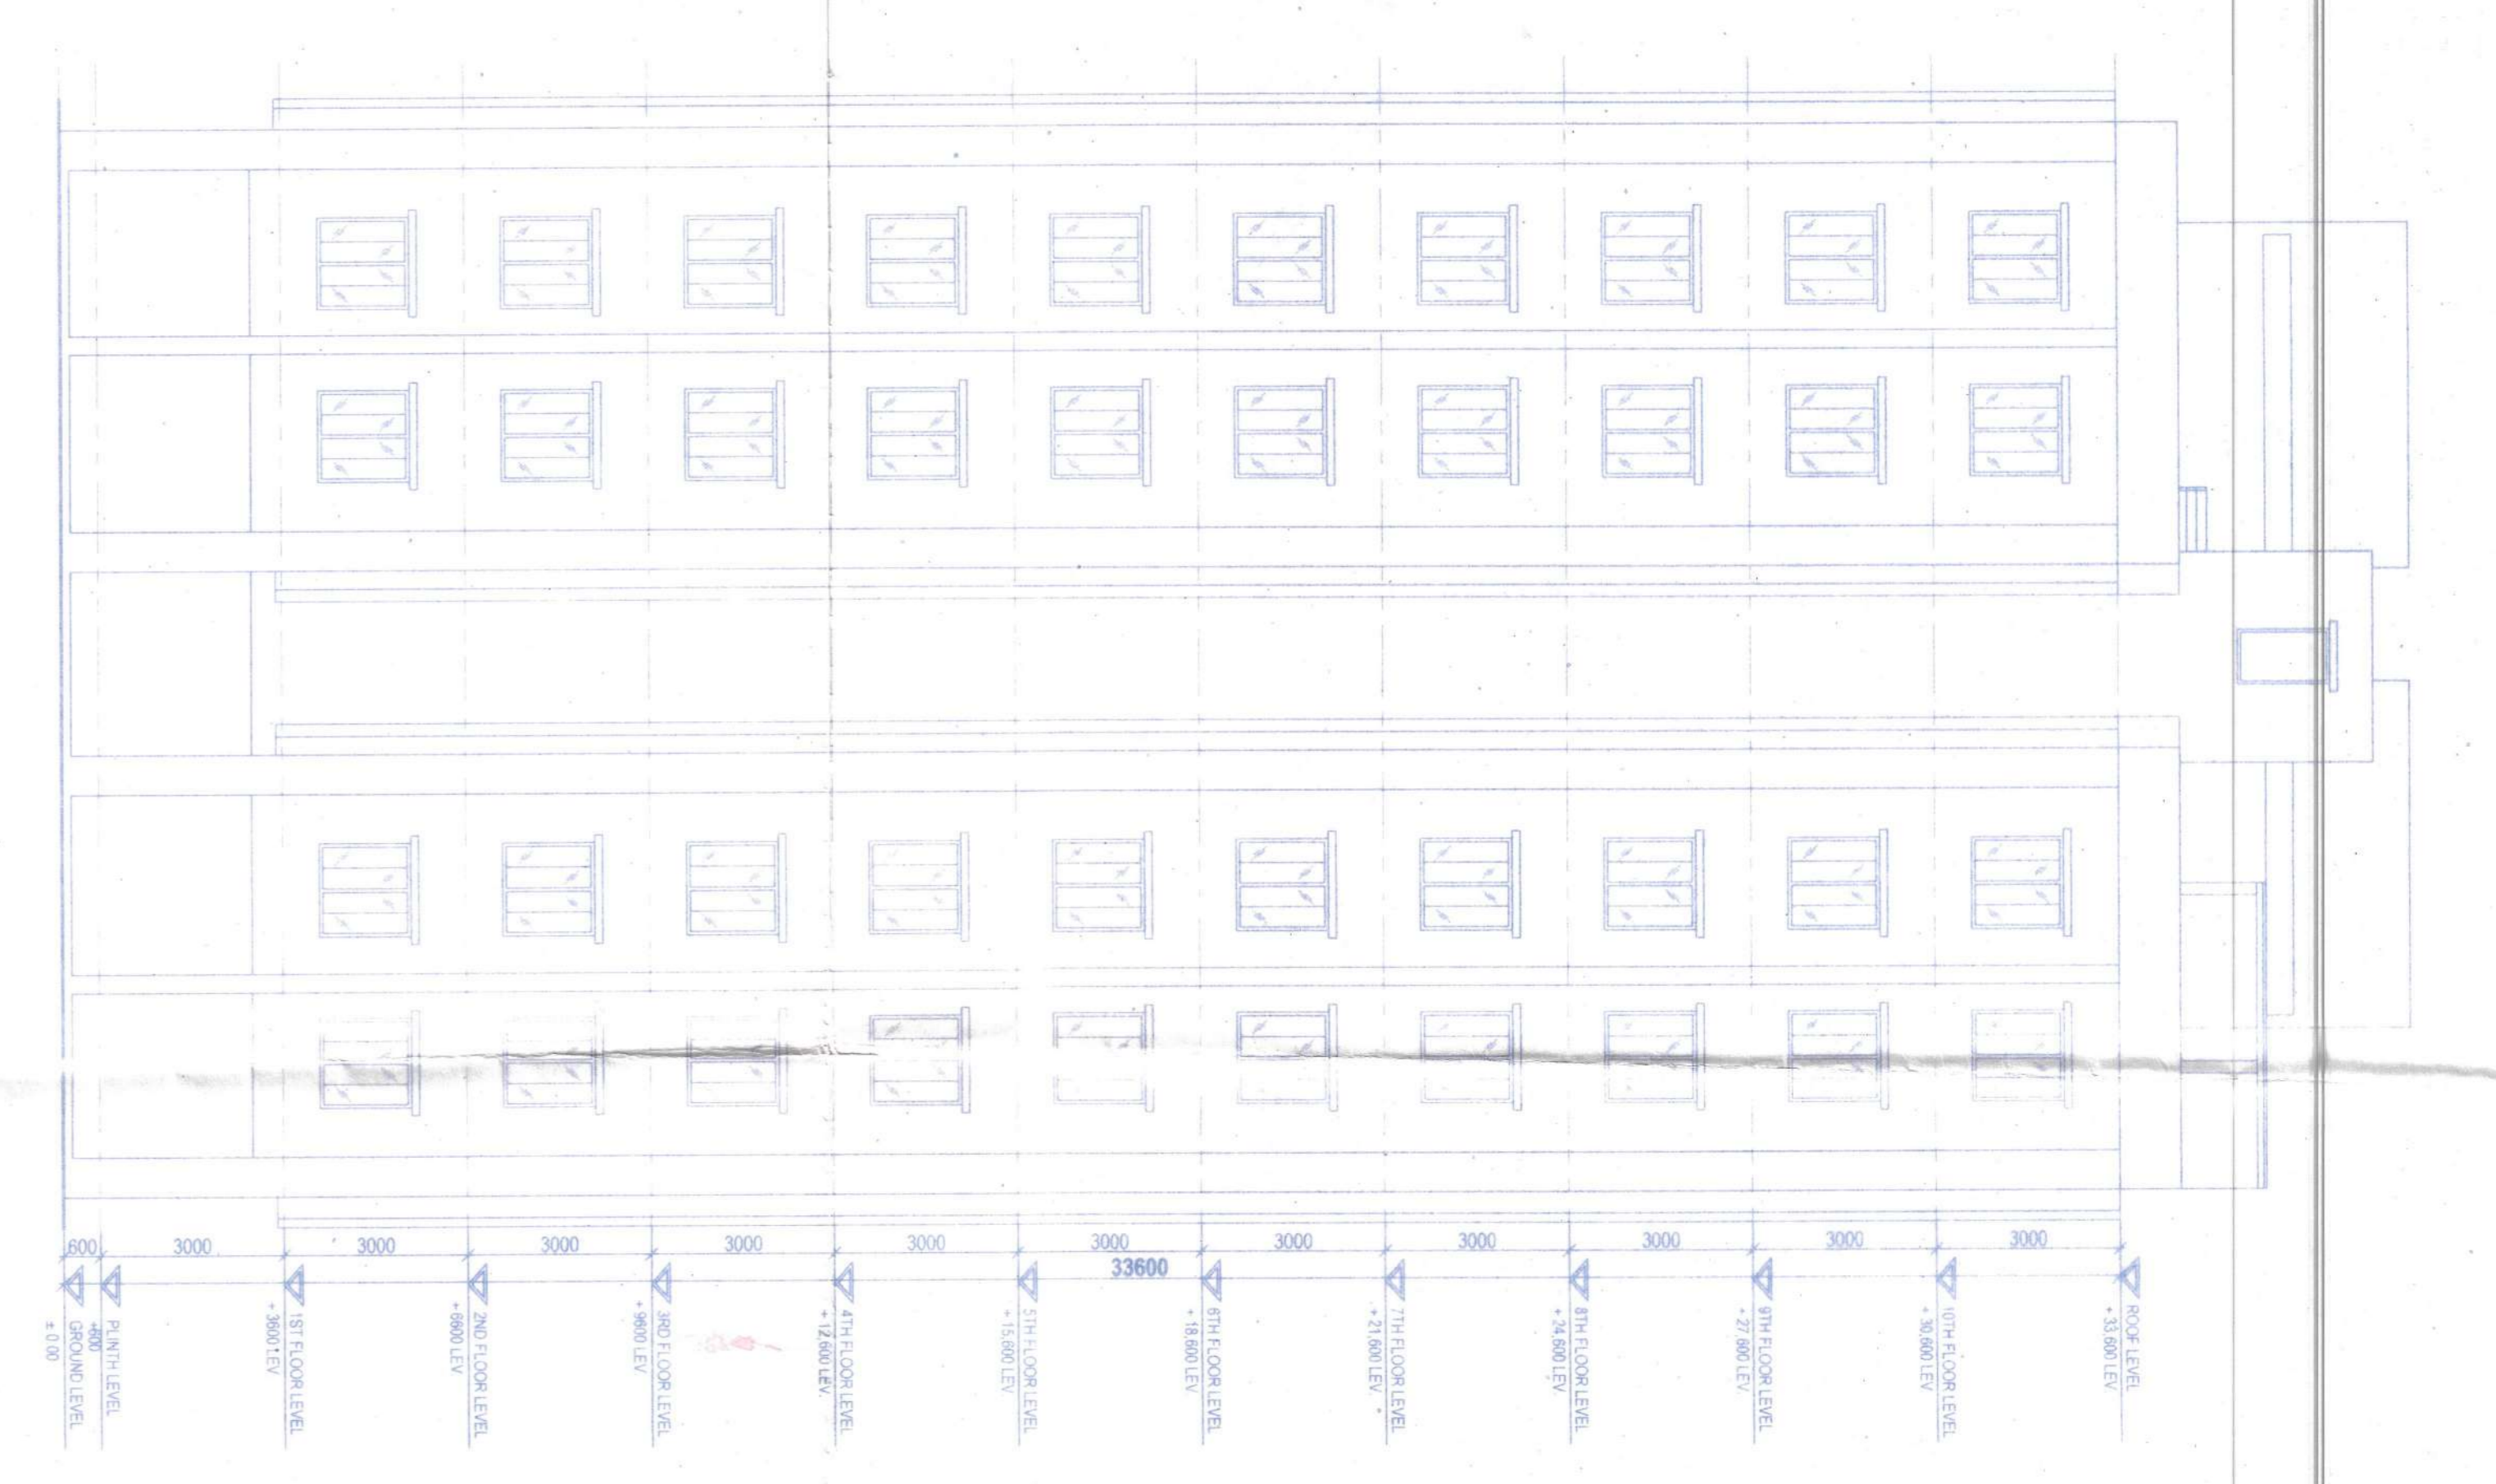 600
3000
3000
3000
3000
3000
3000
3000
3000
3000
3000
3000
33600
ROOF LEVEL
+33,600 LEV
10TH FLOOR LEVEL
+ 30,600 LEV
9TH FLOOR LEVEL
+ 27,600 LEV.
8TH FLOOR LEVEL
+ 24,600 LEV.
7TH FLOOR LEVEL
+ 21,600 LEV.
6TH FLOOR LEVEL
+ 18,600 LEV
5TH FLOOR LEVEL
+ 15,600 LEV
4TH FLOOR LEVEL
+ 12,600 LEV.
3RD FLOOR LEVEL
+ 9600 LEV
2ND FLOOR LEVEL
+ 6600 LEV
1ST FLOOR LEVEL
+ 3600 LEV
PLINTH LEVEL
+600
GROUND LEVEL
± 0.00